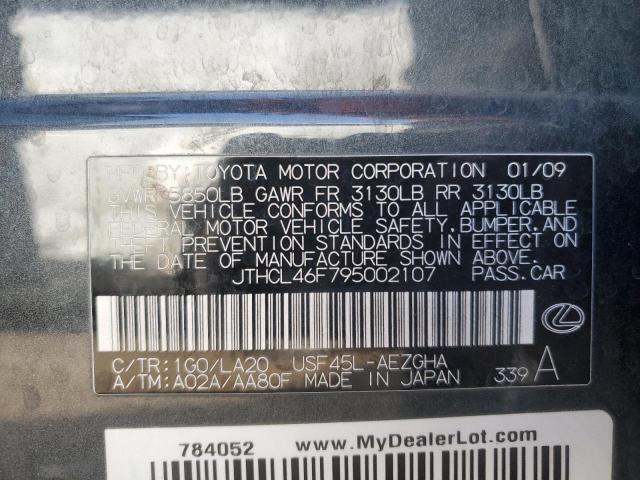 MFD. BY: TOYOTA MOTOR CORPORATION 01/09
GVWR 5850LB GAWR FR 3130LB RR 3130LB
THIS VEHICLE CONFORMS TO ALL APPLICABLE
FEDERAL MOTOR VEHICLE SAFETY, BUMPER, AND
THEFT PREVENTION STANDARDS IN EFFECT ON
THE DATE OF MANUFACTURE SHOWN ABOVE.
JTHCL46F795002107 PASS. CAR
C/TR: 1G0/LA20 USF45L-AEZGHA
A/TM: A02A/AA80F MADE IN JAPAN 339 A
784052 www.MyDealerLot.com